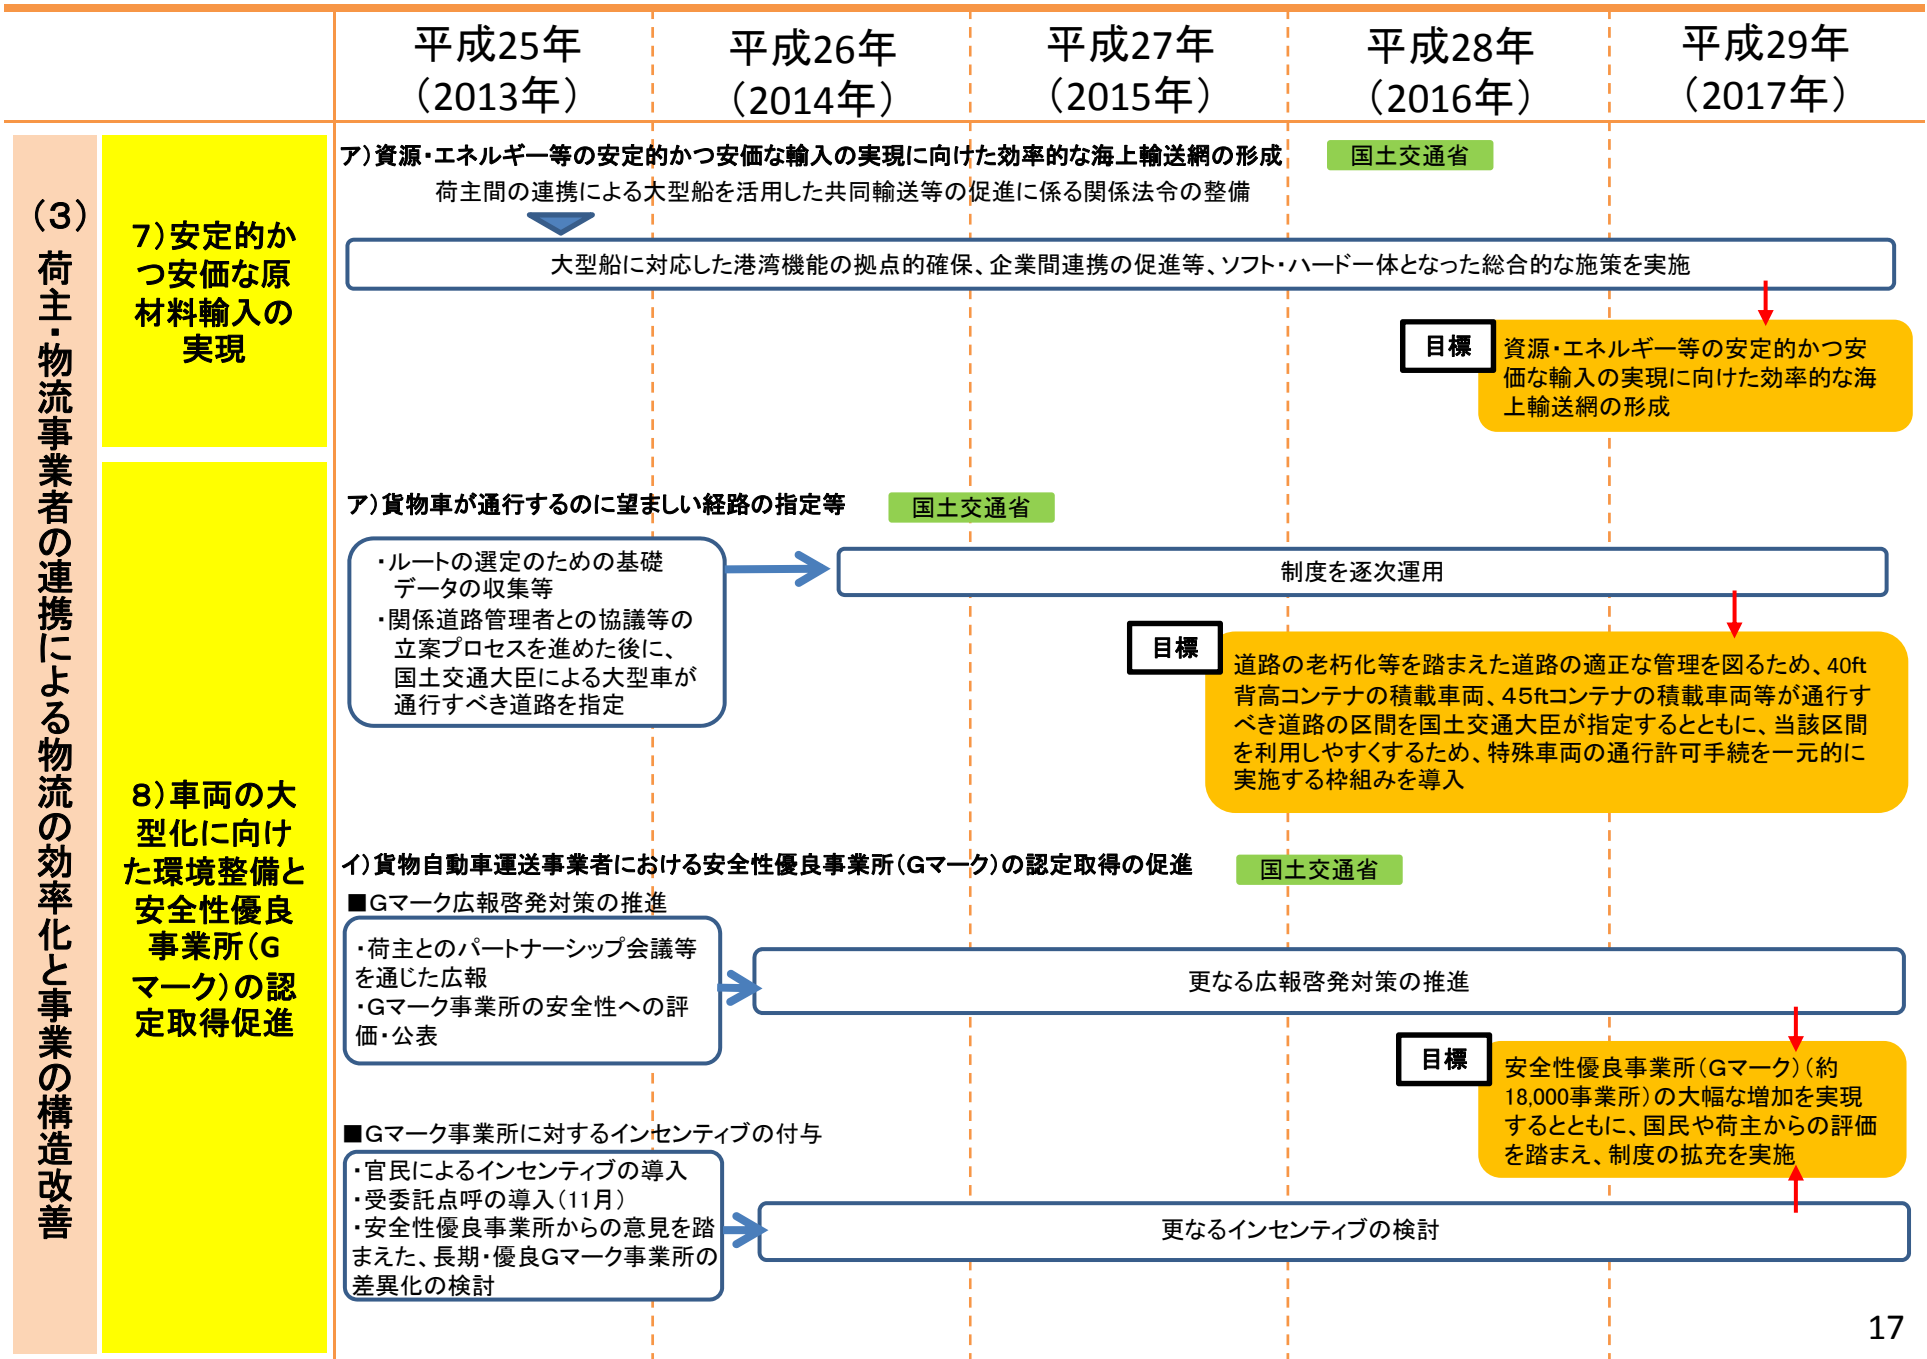 平成25年
（2013年）
平成26年
（2014年）
平成27年
（2015年）
平成28年
（2016年）
平成29年
（2017年）
（3）荷主・物流事業者の連携による物流の効率化と事業の構造改善
7）安定的か
つ安価な原
材料輸入の
実現
ア）資源・エネルギー等の安定的かつ安価な輸入の実現に向けた効率的な海上輸送網の形成
国土交通省
荷主間の連携による大型船を活用した共同輸送等の促進に係る関係法令の整備
大型船に対応した港湾機能の拠点的確保、企業間連携の促進等、ソフト・ハード一体となった総合的な施策を実施
目標
資源・エネルギー等の安定的かつ安
価な輸入の実現に向けた効率的な海
上輸送網の形成
8）車両の大
型化に向け
た環境整備と
安全性優良
事業所（G
マーク）の認
定取得促進
ア）貨物車が通行するのに望ましい経路の指定等
国土交通省
・ルートの選定のための基礎
データの収集等
・関係道路管理者との協議等の
立案プロセスを進めた後に、
国土交通大臣による大型車が
通行すべき道路を指定
制度を逐次運用
目標
道路の老朽化等を踏まえた道路の適正な管理を図るため、40ft
背高コンテナの積載車両、45ftコンテナの積載車両等が通行す
べき道路の区間を国土交通大臣が指定するとともに、当該区間
を利用しやすくするため、特殊車両の通行許可手続を一元的に
実施する枠組みを導入
イ）貨物自動車運送事業者における安全性優良事業所（Gマーク）の認定取得の促進
国土交通省
■Gマーク広報啓発対策の推進
・荷主とのパートナーシップ会議等
を通じた広報
・Gマーク事業所の安全性への評
価・公表
更なる広報啓発対策の推進
目標
安全性優良事業所（Gマーク）（約
18,000事業所）の大幅な増加を実現
するとともに、国民や荷主からの評価
を踏まえ、制度の拡充を実施
■Gマーク事業所に対するインセンティブの付与
・官民によるインセンティブの導入
・受委託点呼の導入（11月）
・安全性優良事業所からの意見を踏
まえた、長期・優良Gマーク事業所の
差異化の検討
更なるインセンティブの検討
17